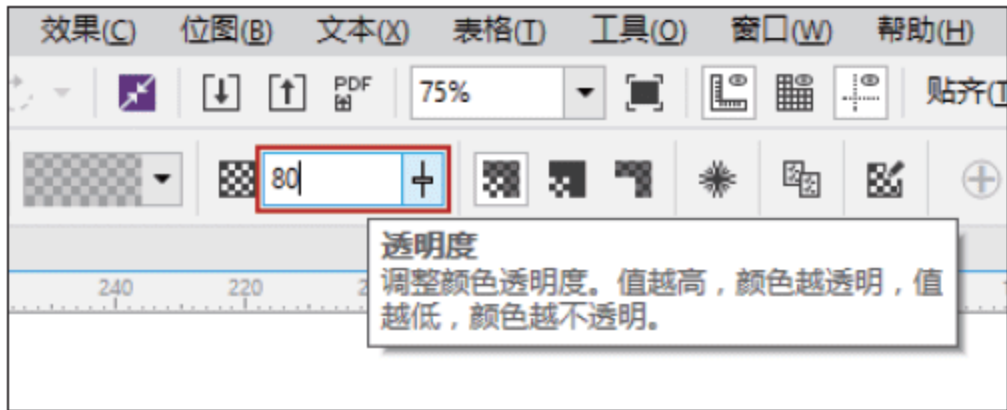 效果(C) 位图(B) 文本(X) 表格(T) 工具(O) 窗口(W) 帮助(H)
PDF 75% 贴齐(T
80
透明度
调整颜色透明度。值越高，颜色越透明，值
越低，颜色越不透明。
240 220